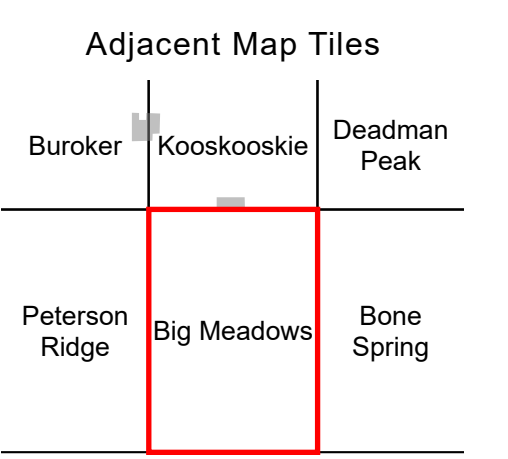 Adjacent Map Tiles
Buroker
Kooskooskie
Deadman
Peak
Peterson
Ridge
Big Meadows
Bone
Spring